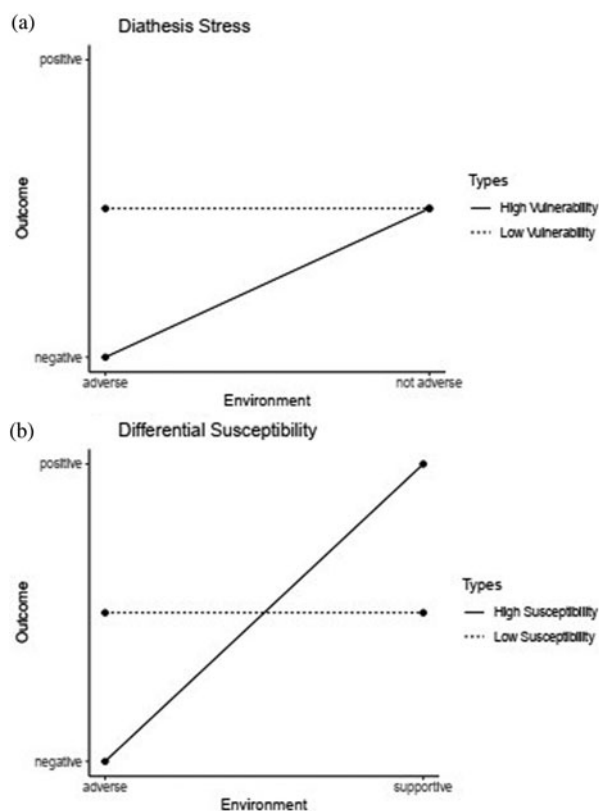 (a)
Diathesis Stress
positive
Outcome
negative
adverse
not adverse
Environment
Types
High Vulnerability
Low Vulnerability
(b)
Differential Susceptibility
positive
Outcome
negative
adverse
supportive
Environment
Types
High Susceptibility
Low Susceptibility